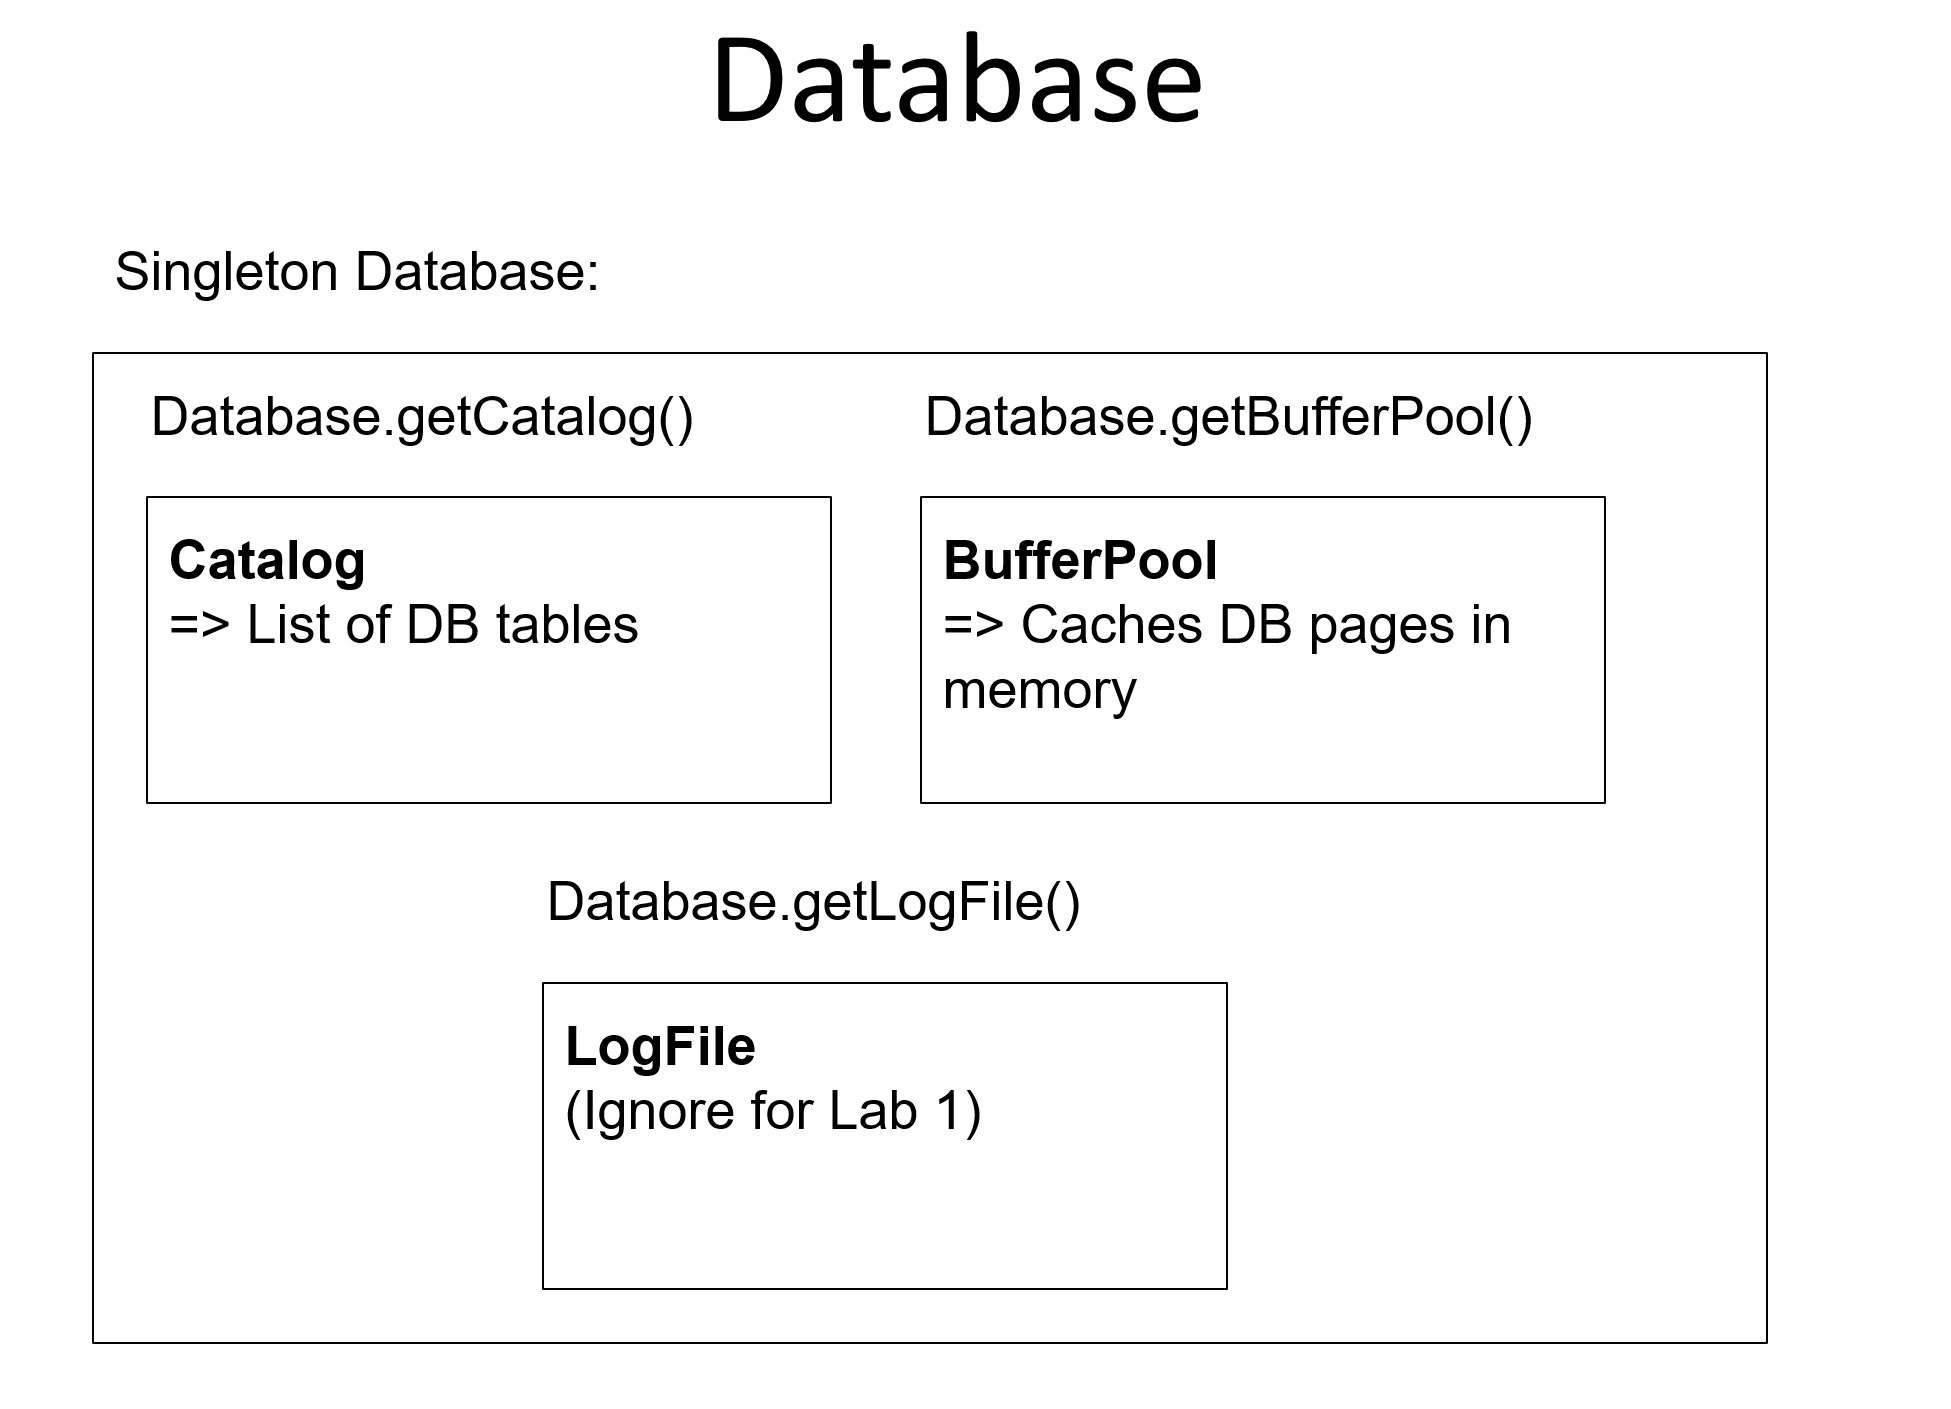 Database
Singleton Database:
Database.getCatalog()
Catalog
=> List of DB tables
Database.getBufferPool()
BufferPool
=> Caches DB pages in
memory
Database.getLogFile()
LogFile
(Ignore for Lab 1)